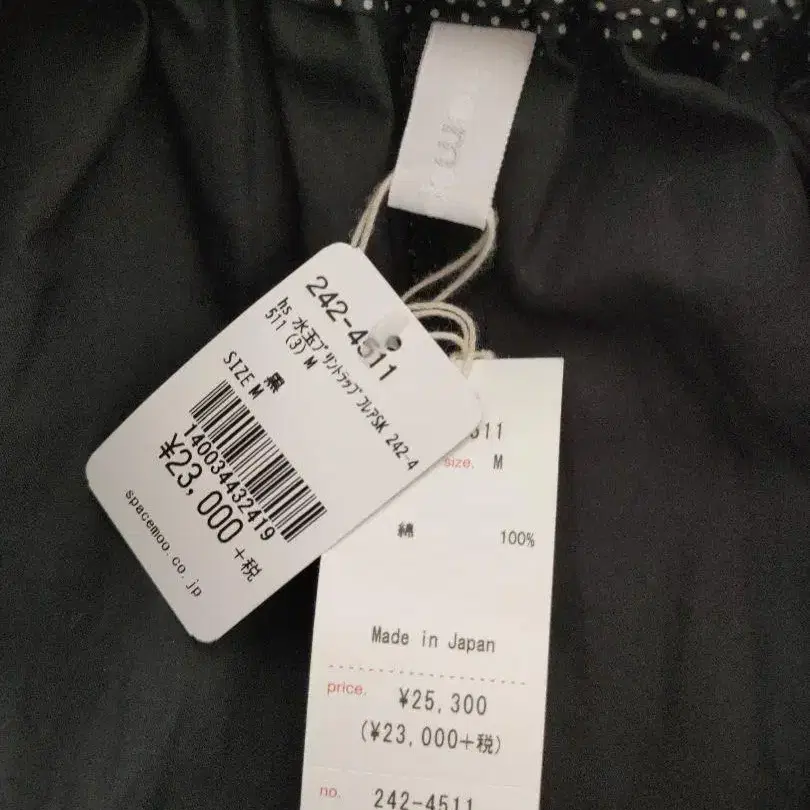 242-4511
hs 水玉プリントラップフレアSK 242-4
511 (3) M
黒
SIZE M
140034432419
¥23,000 +税
spacemoo.co.jp
511
size. M
綿 100%
Made in Japan
price. ¥25,300
(¥23,000+税)
no. 242-4511